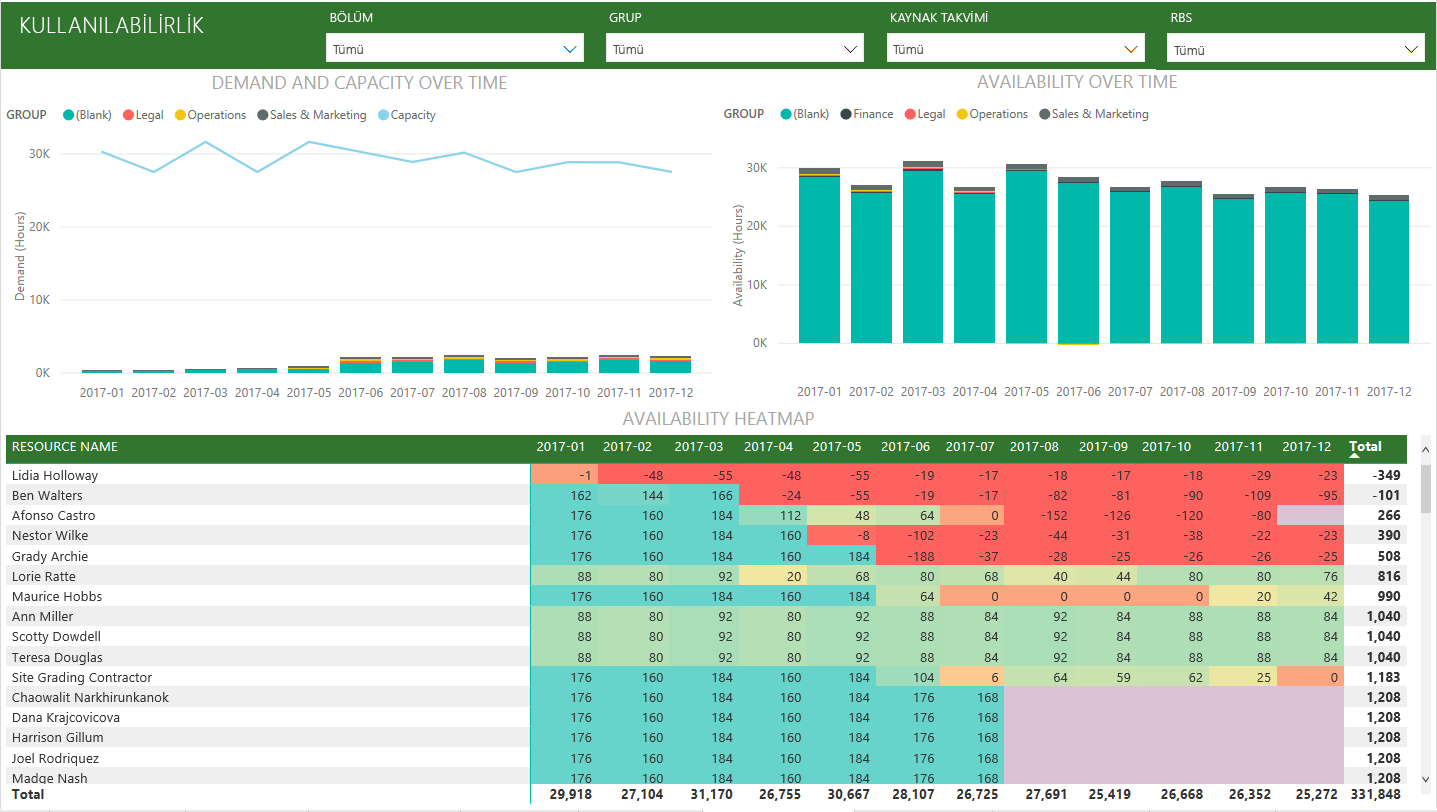 KULLANILABİLİRLİK
BÖLÜM GRUP KAYNAK TAKVİMİ RBS
Tümü Tümü Tümü Tümü
DEMAND AND CAPACITY OVER TIME
GROUP (Blank) Legal Operations Sales & Marketing Capacity
Demand (Hours)
30K
20K
10K
0K
2017-01 2017-02 2017-03 2017-04 2017-05 2017-06 2017-07 2017-08 2017-09 2017-10 2017-11 2017-12
AVAILABILITY OVER TIME
GROUP (Blank) Finance Legal Operations Sales & Marketing
Availability (Hours)
30K
20K
10K
0K
2017-01 2017-02 2017-03 2017-04 2017-05 2017-06 2017-07 2017-08 2017-09 2017-10 2017-11 2017-12
AVAILABILITY HEATMAP
RESOURCE NAME 2017-01 2017-02 2017-03 2017-04 2017-05 2017-06 2017-07 2017-08 2017-09 2017-10 2017-11 2017-12 Total
Lidia Holloway -1 -48 -55 -48 -55 -19 -17 -18 -17 -18 -29 -23 -349
Ben Walters 162 144 166 -24 -55 -19 -17 -82 -81 -90 -109 -95 -101
Afonso Castro 176 160 184 112 48 64 0 -152 -126 -120 -80 266
Nestor Wilke 176 160 184 160 -8 -102 -23 -44 -31 -38 -22 -23 390
Grady Archie 176 160 184 160 184 -188 -37 -28 -25 -26 -26 -25 508
Lorie Ratte 88 80 92 20 68 80 68 40 44 80 80 76 816
Maurice Hobbs 176 160 184 160 184 64 0 0 0 0 20 42 990
Ann Miller 88 80 92 80 92 88 84 92 84 88 88 84 1,040
Scotty Dowdell 88 80 92 80 92 88 84 92 84 88 88 84 1,040
Teresa Douglas 88 80 92 80 92 88 84 92 84 88 88 84 1,040
Site Grading Contractor 176 160 184 160 184 104 6 64 59 62 25 0 1,183
Chaowalit Narkhirunkanok 176 160 184 160 184 176 168 1,208
Dana Krajcovicova 176 160 184 160 184 176 168 1,208
Harrison Gillum 176 160 184 160 184 176 168 1,208
Joel Rodriquez 176 160 184 160 184 176 168 1,208
Madge Nash 176 160 184 160 184 176 168 1,208
Total 29,918 27,104 31,170 26,755 30,667 28,107 26,725 27,691 25,419 26,668 26,352 25,272 331,848